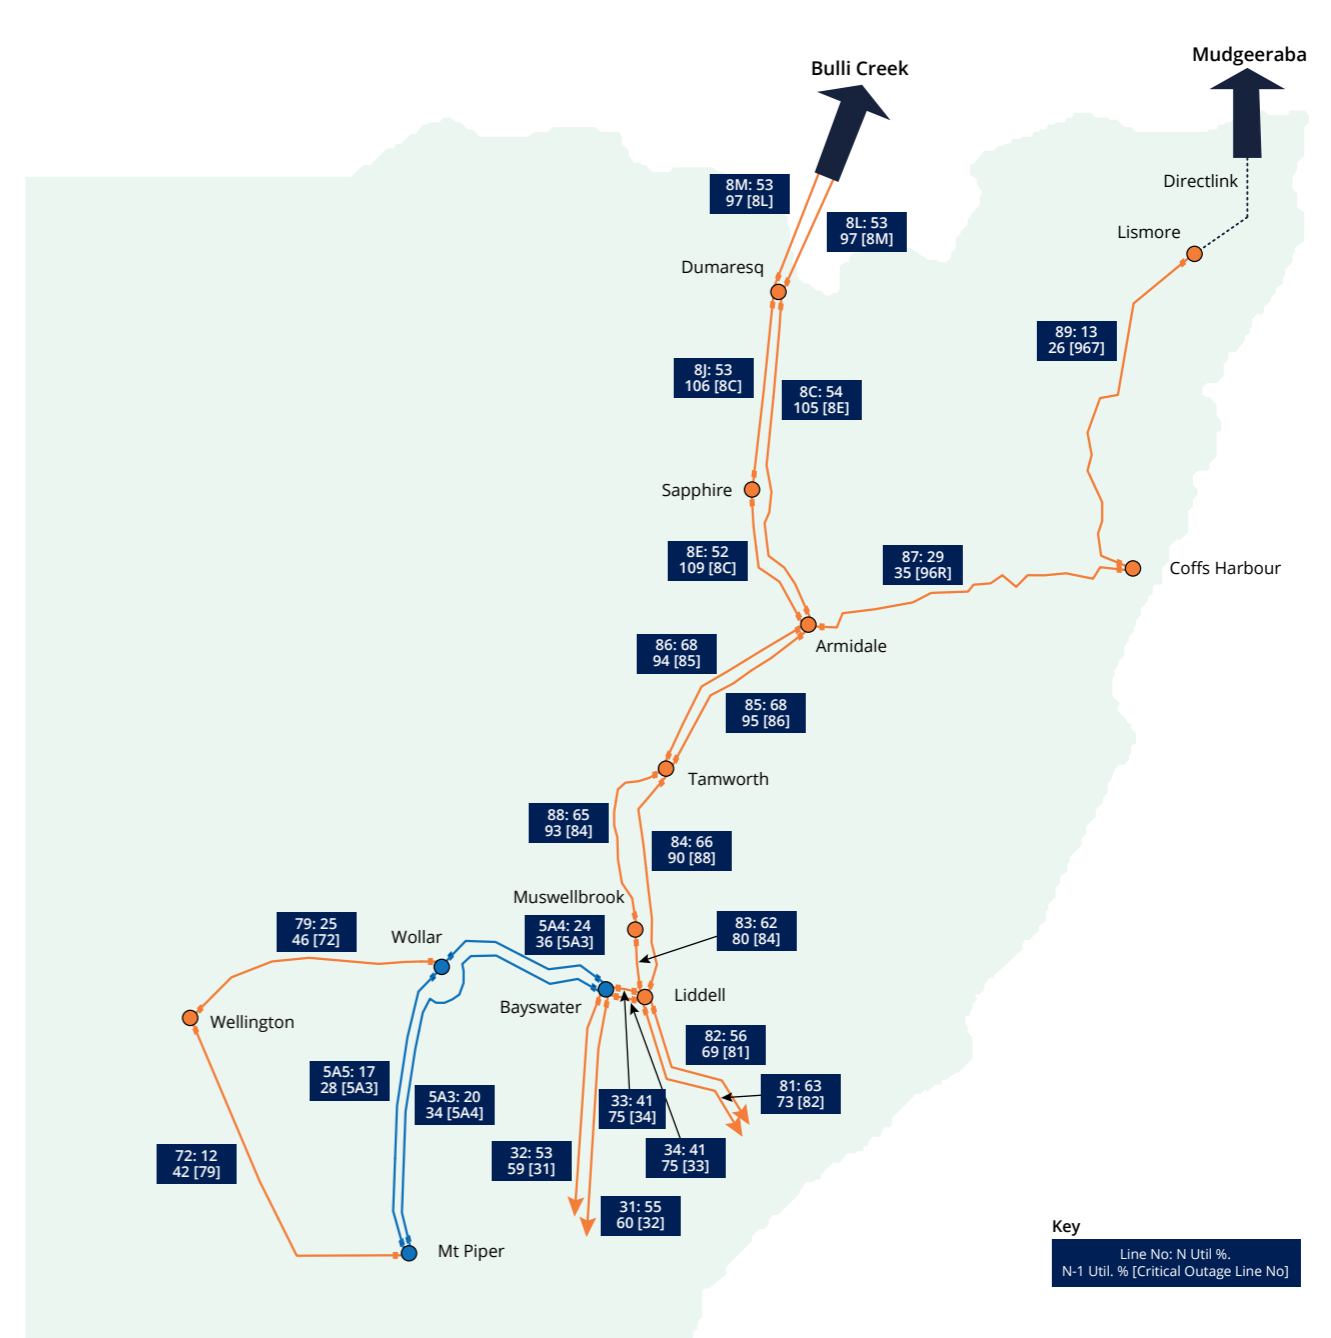 Mudgeeraba
Bulli Creek
Directlink
8M: 53
97 [8L]
8L: 53
97 [8M]
Lismore
Dumaresq
89: 13
26 [967]
8J: 53
106 [8C]
8C: 54
105 [8E]
Sapphire
8E: 52
109 [8C]
87: 29
35 [96R]
Coffs Harbour
Armidale
86: 68
94 [85]
85: 68
95 [86]
Tamworth
88: 65
93 [84]
84: 66
90 [88]
Muswellbrook
79: 25
46 [72]
Wollar
5A4: 24
36 [5A3]
83: 62
80 [84]
Bayswater
Liddell
Wellington
82: 56
69 [81]
5A5: 17
28 [5A3]
5A3: 20
34 [5A4]
33: 41
75 [34]
81: 63
73 [82]
72: 12
42 [79]
32: 53
59 [31]
34: 41
75 [33]
31: 55
60 [32]
Mt Piper
Key
Line No: N Util %.
N-1 Util. % [Critical Outage Line No]